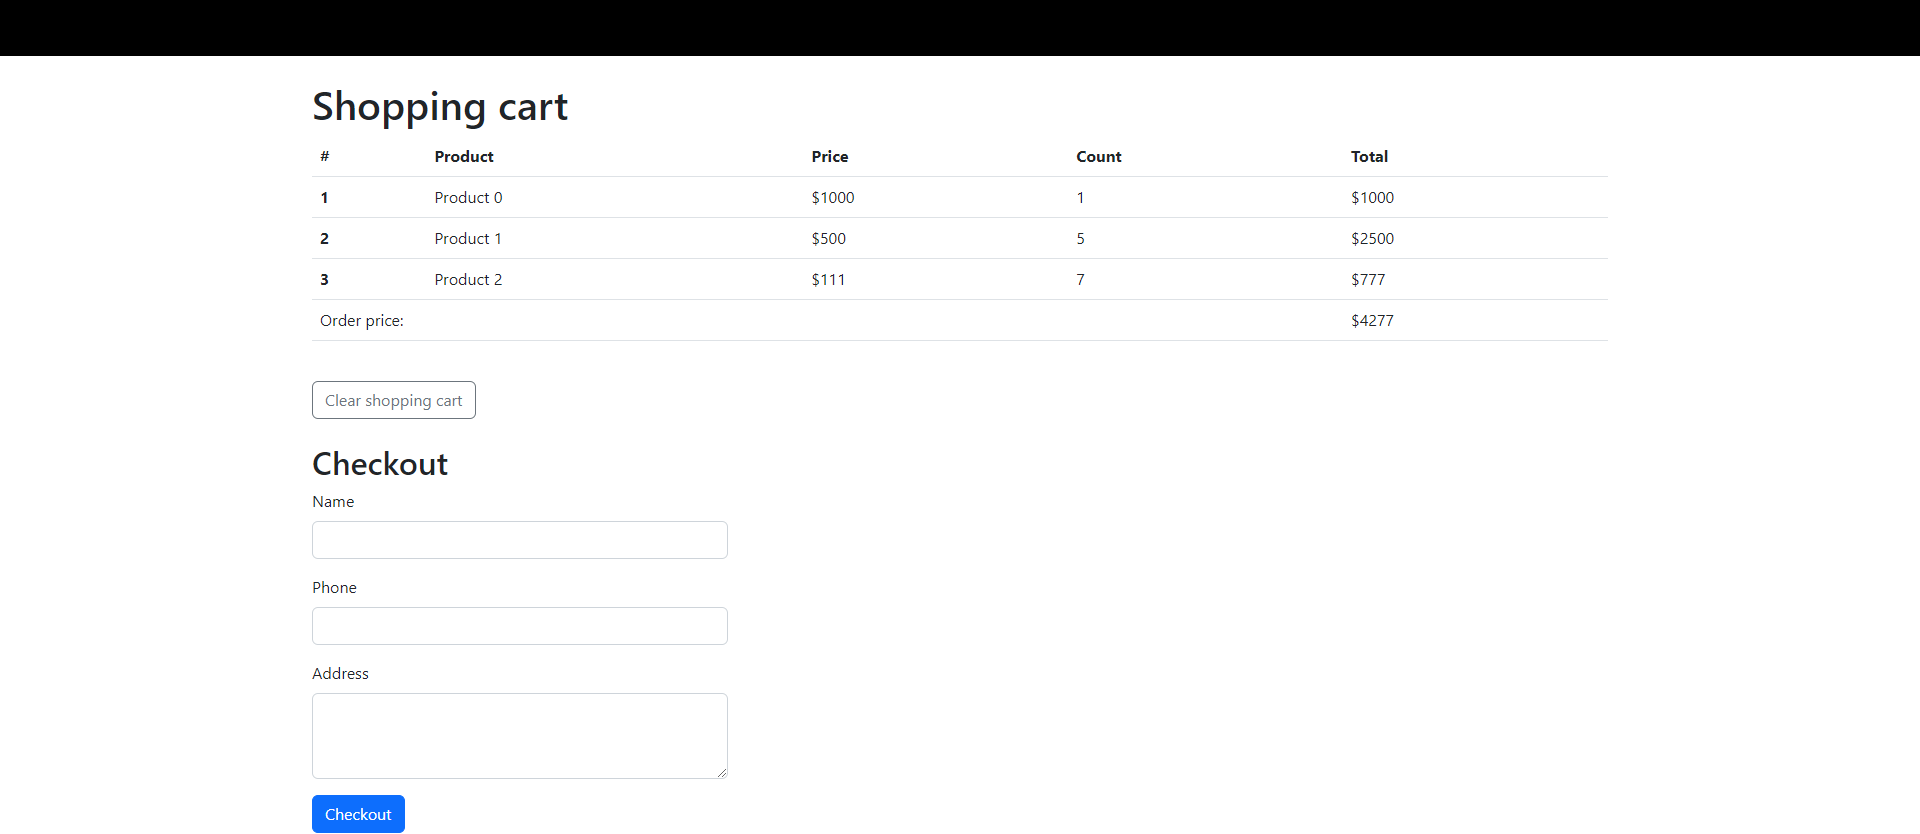 Shopping cart
# Product Price Count Total
1 Product 0 $1000 1 $1000
2 Product 1 $500 5 $2500
3 Product 2 $111 7 $777
Order price: $4277
Clear shopping cart
Checkout
Name
Phone
Address
Checkout